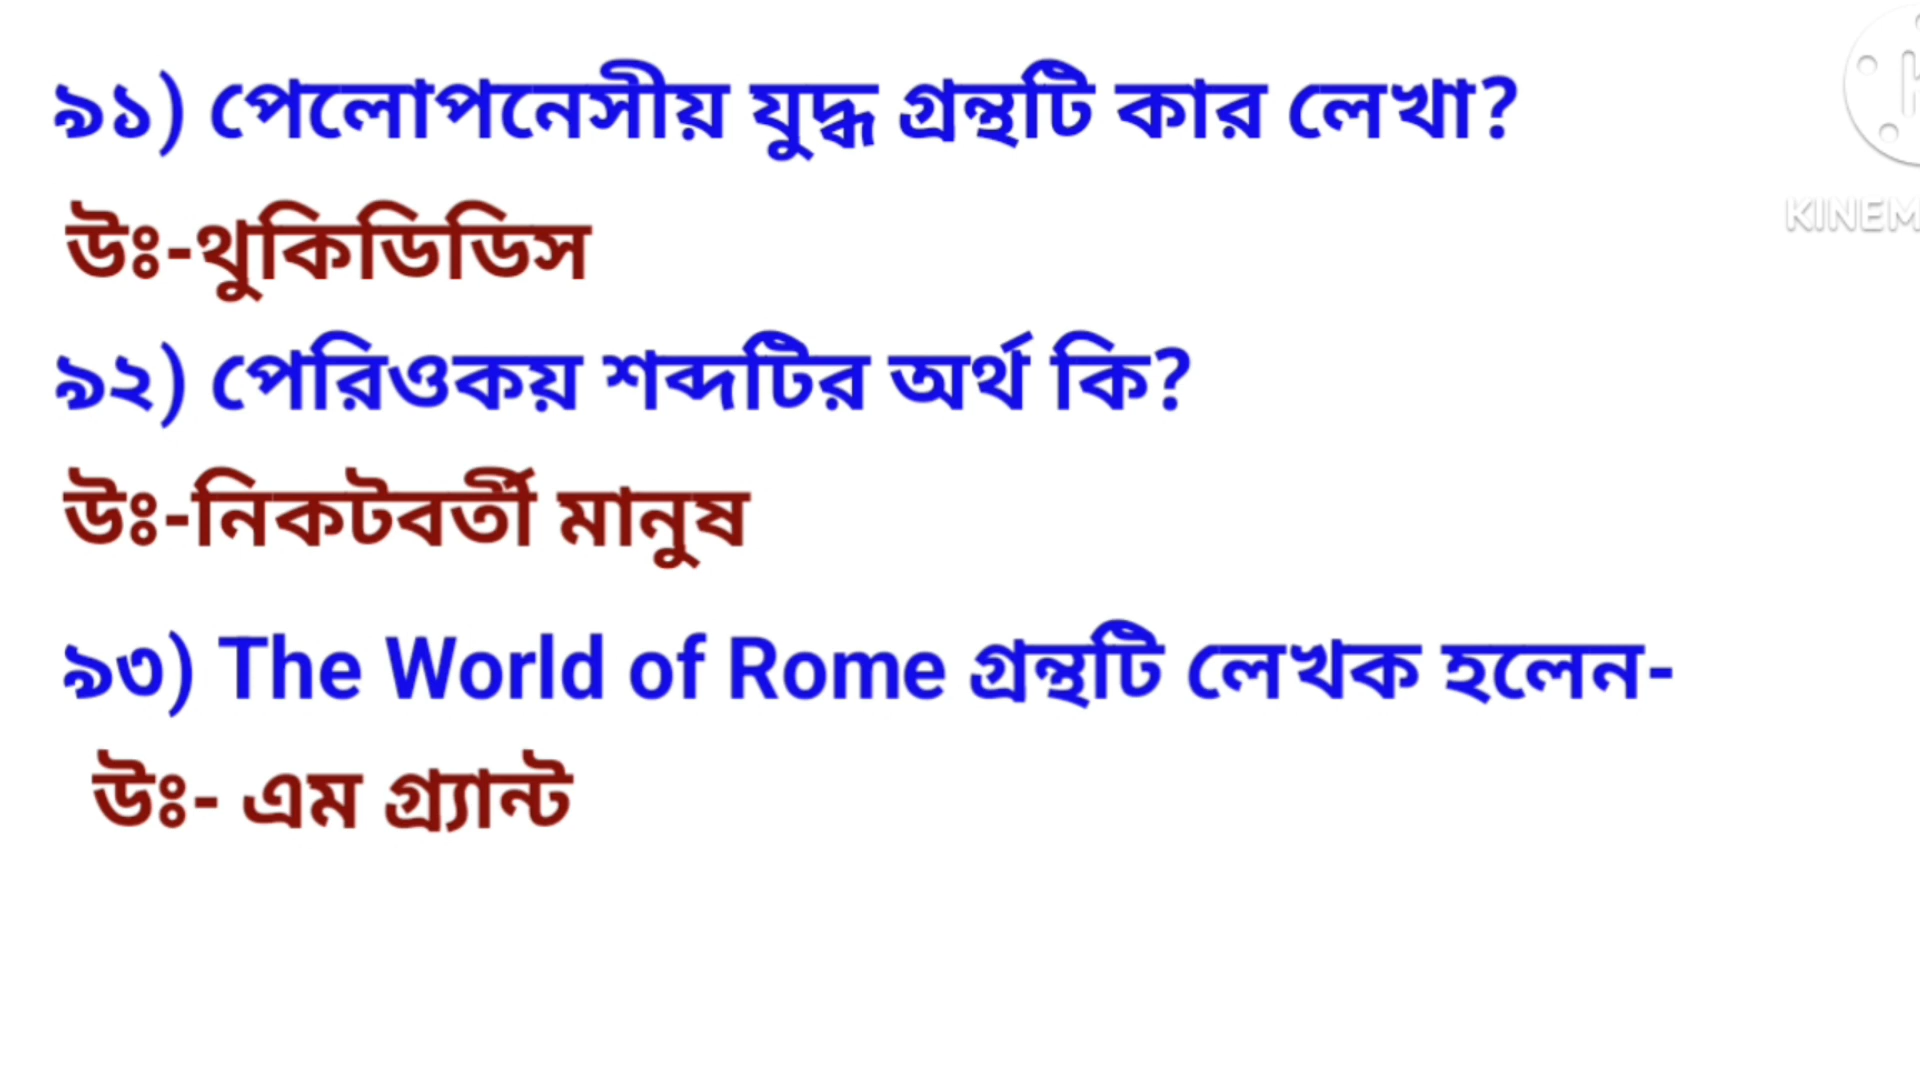 ৯১) পেলোপনেসীয় যুদ্ধ গ্রন্থটি কার লেখা?
উঃ-থুকিডিডিস
৯২) পেরিওকয় শব্দটির অর্থ কি?
উঃ-নিকটবর্তী মানুষ
৯৩) The World of Rome গ্রন্থটি লেখক হলেন-
উঃ- এম গ্র্যান্ট
KINEM